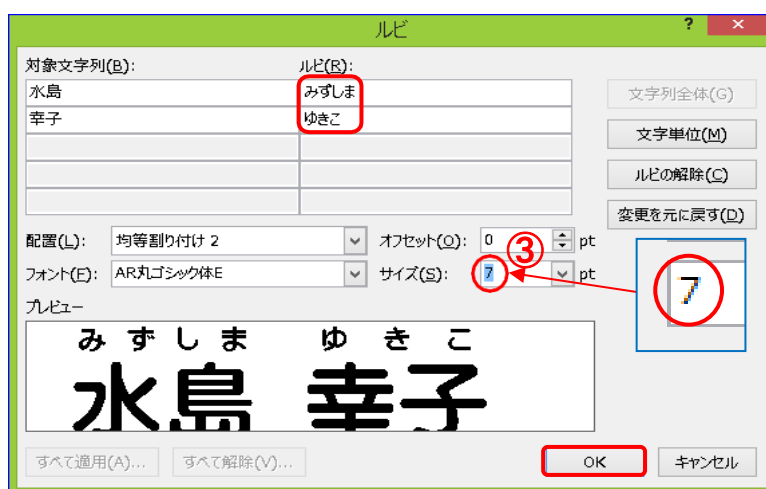 ルビ ? ×
対象文字列(B): ルビ(R):
水島 みずしま 文字列全体(G)
幸子 ゆきこ 文字単位(M)
ルビの解除(C)
変更を元に戻す(D)
配置(L): 均等割り付け 2 オフセット(O): 0 ③ pt
フォント(F): AR丸ゴシック体E サイズ(S): 7 pt 7
プレビュー
みずしま ゆきこ
水島 幸子
すべて適用(A)... すべて解除(V)... OK キャンセル